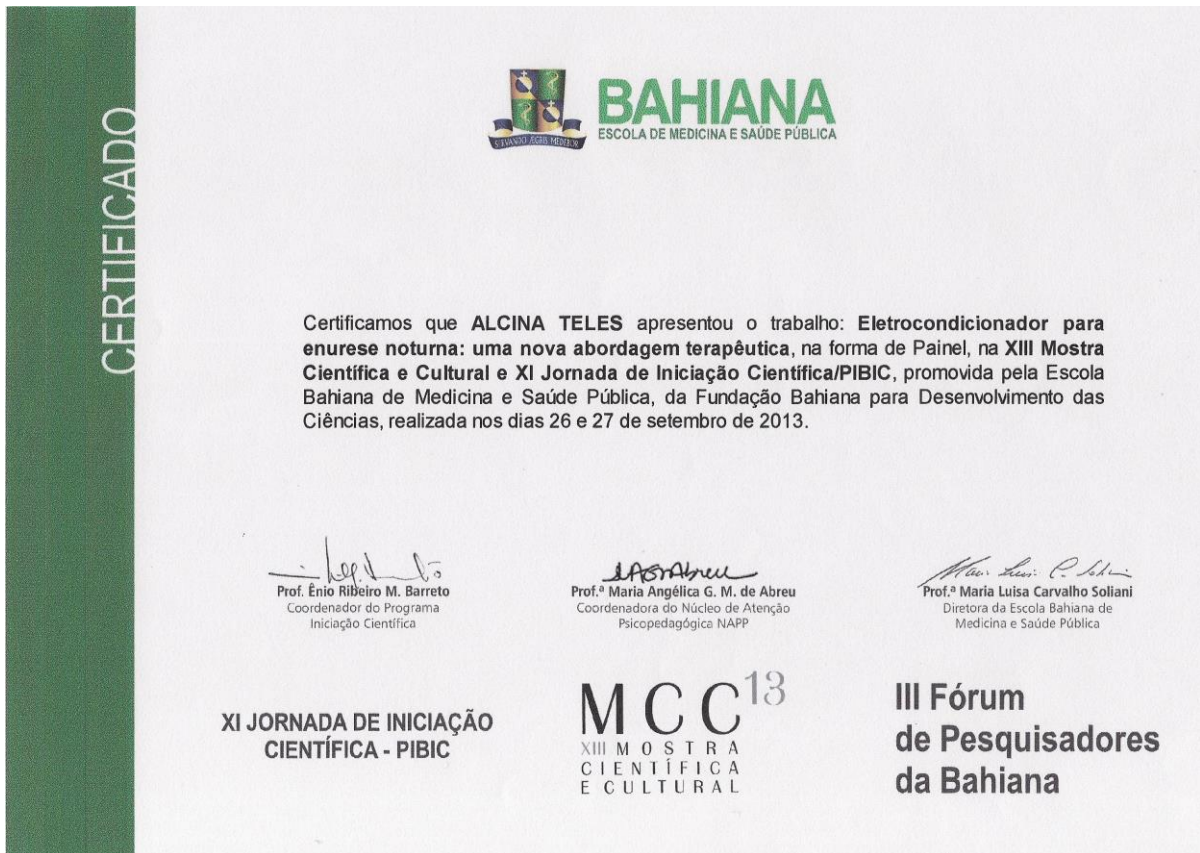 CERTIFICADO
BAHIANA
ESCOLA DE MEDICINA E SAÚDE PÚBLICA
Certificamos que ALCINA TELES apresentou o trabalho: Eletrocondicionador para
enurese noturna: uma nova abordagem terapêutica, na forma de Painel, na XIII Mostra
Científica e Cultural e XI Jornada de Iniciação Científica/PIBIC, promovida pela Escola
Bahiana de Medicina e Saúde Pública, da Fundação Bahiana para Desenvolvimento das
Ciências, realizada nos dias 26 e 27 de setembro de 2013.
Prof. Ênio Ribeiro M. Barreto
Coordenador do Programa
Iniciação Científica
Prof.ª Maria Angélica G. M. de Abreu
Coordenadora do Núcleo de Atenção
Psicopedagógica NAPP
Prof.ª Maria Luisa Carvalho Soliani
Diretora da Escola Bahiana de
Medicina e Saúde Pública
XI JORNADA DE INICIAÇÃO
CIENTÍFICA - PIBIC
MCC13
XIII MOSTRA
CIENTÍFICA
E CULTURAL
III Fórum
de Pesquisadores
da Bahiana